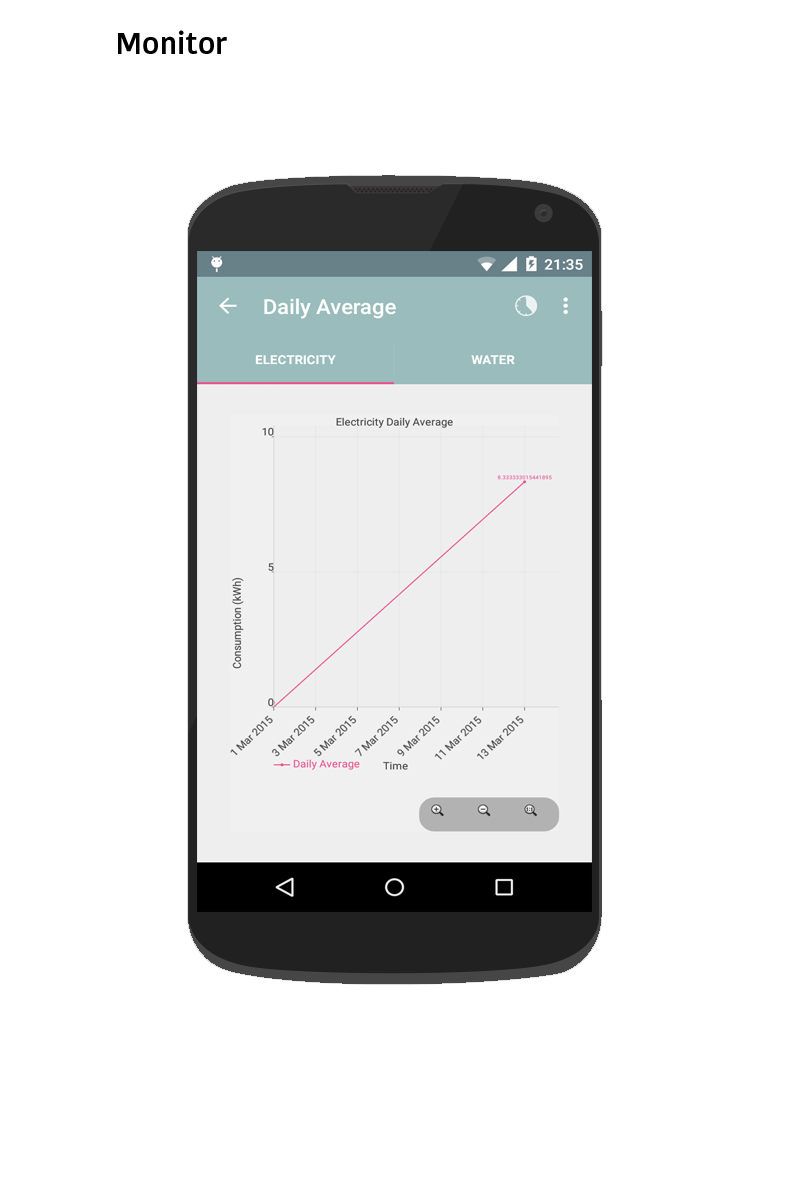 Monitor
21:35
Daily Average
ELECTRICITY
WATER
Electricity Daily Average
10
5
0
Consumption (kWh)
8.333333015441895
1 Mar 2015
3 Mar 2015
5 Mar 2015
7 Mar 2015
9 Mar 2015
11 Mar 2015
13 Mar 2015
Daily Average
Time